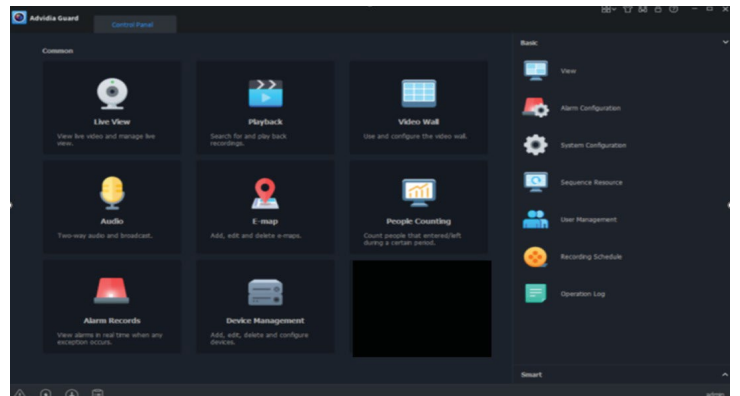 Advidia Guard
Control Panel
Common
Live View
View live video and manage live
view.
Playback
Search for and play back
recordings.
Video Wall
Use and configure the video wall.
Audio
Two-way audio and broadcast.
E-map
Add, edit and delete e-maps.
People Counting
Count people that entered/left
during a certain period.
Alarm Records
View alarms in real time when any
exception occurs.
Device Management
Add, edit, delete and configure
devices.
Basic
View
Alarm Configuration
System Configuration
Sequence Resource
User Management
Recording Schedule
Operation Log
Smart
admin